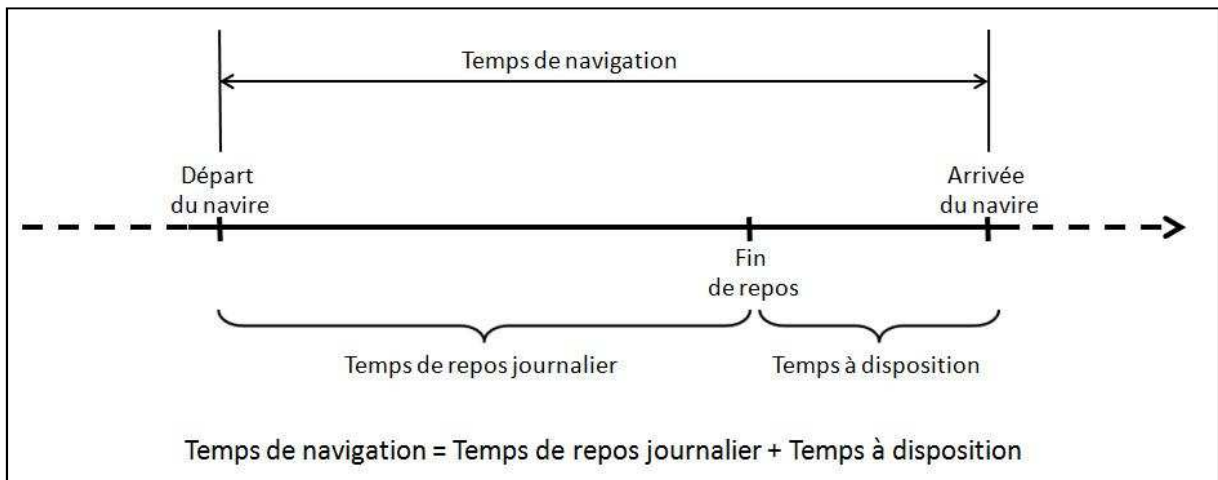 Temps de navigation
Départ
du navire
Arrivée
du navire
Fin
de repos
Temps de repos journalier
Temps à disposition
Temps de navigation = Temps de repos journalier + Temps à disposition